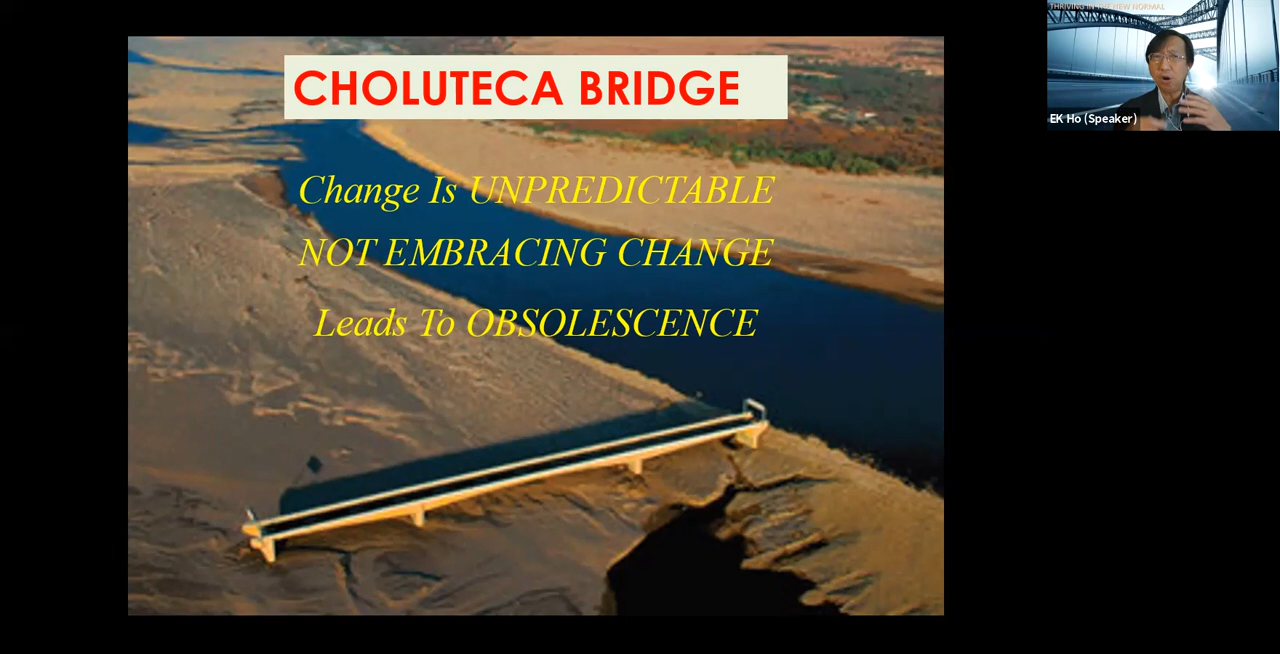 CHOLUTECA BRIDGE
Change Is UNPREDICTABLE
NOT EMBRACING CHANGE
Leads To OBSOLESCENCE
THRIVING IN THE NEW NORMAL
EK Ho (Speaker)